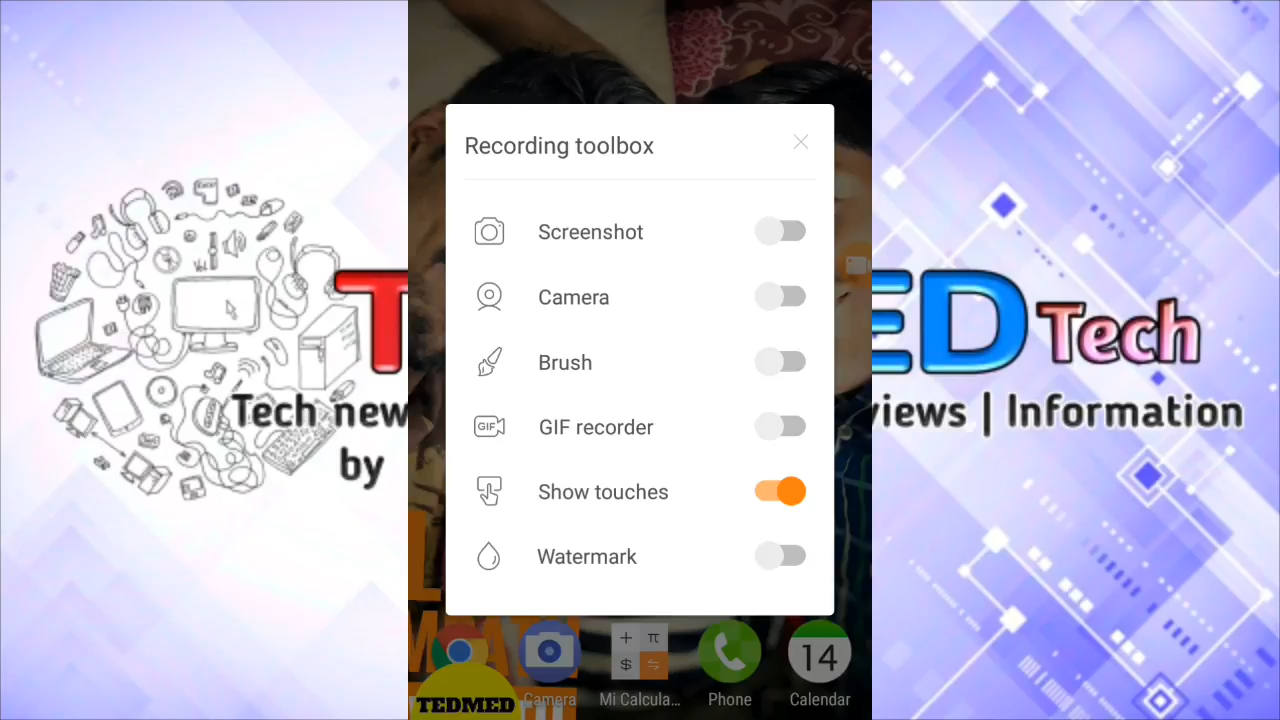 Recording toolbox
Screenshot
Camera
Brush
GIF recorder
GIF
Show touches
Watermark
T
ED Tech
Tech new
views | Information
by
TEDMED
Camera
Mi Calcula...
+ π
$
Phone
14
Calendar